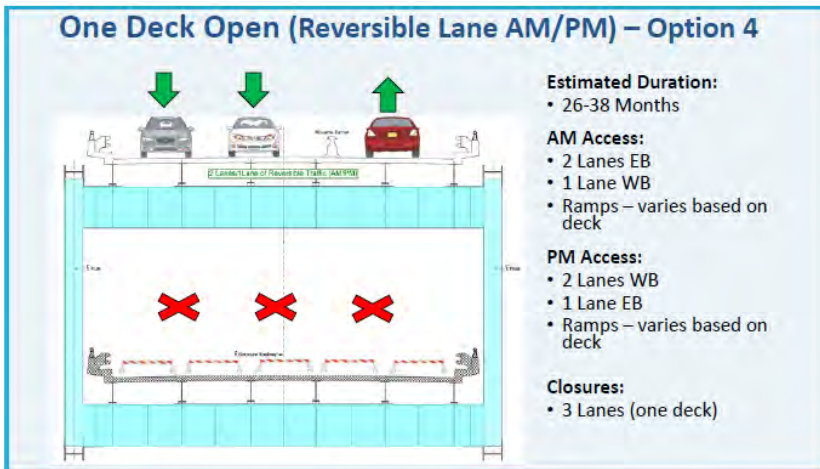 One Deck Open (Reversible Lane AM/PM) – Option 4
Estimated Duration:
• 26-38 Months
AM Access:
• 2 Lanes EB
• 1 Lane WB
• Ramps – varies based on
deck
PM Access:
• 2 Lanes WB
• 1 Lane EB
• Ramps – varies based on
deck
Closures:
• 3 Lanes (one deck)
Barrier
2 Lanes/1Lane of Reversible Traffic (AM/PM)